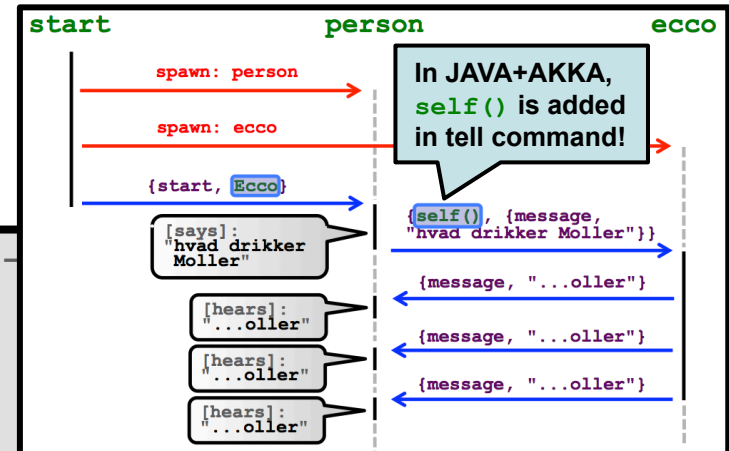 start person ecco
spawn: person
In JAVA+AKKA,
self() is added
in tell command!
spawn: ecco
{start, Ecco}
[says]:
"hvad drikker
Moller"
{self(), {message,
"hvad drikker Moller"}}
{message, "...oller"}
[hears]:
"...oller"
{message, "...oller"}
[hears]:
"...oller"
{message, "...oller"}
[hears]:
"...oller"